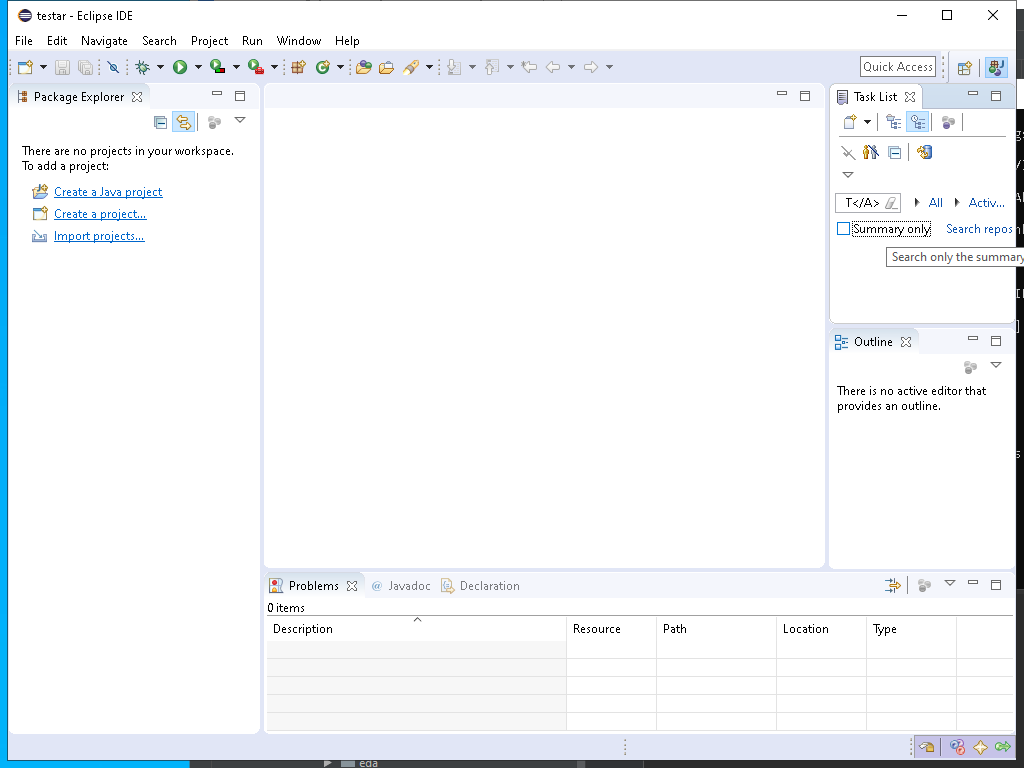 testar - Eclipse IDE
File Edit Navigate Search Project Run Window Help
Quick Access
Package Explorer
There are no projects in your workspace.
To add a project:
Create a Java project
Create a project...
Import projects...
Task List
T</A> All Activ...
Summary only Search repos
Search only the summary
Outline
There is no active editor that
provides an outline.
Problems @ Javadoc Declaration
0 items
Description Resource Path Location Type
eda